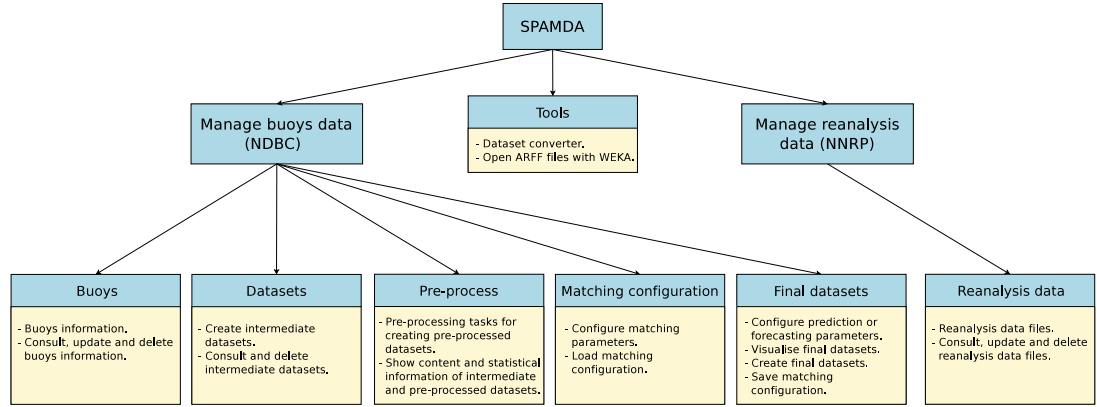 SPAMDA
Manage buoys data
(NDBC)
Tools
- Dataset converter.
- Open ARFF files with WEKA.
Manage reanalysis
data (NNRP)
Buoys
- Buoys information.
- Consult, update and delete
buoys information.
Datasets
- Create intermediate
datasets.
- Consult and delete
intermediate datasets.
Pre-process
- Pre-processing tasks for
creating pre-processed
datasets.
- Show content and statistical
information of intermediate
and pre-processed datasets.
Matching configuration
- Configure matching
parameters.
- Load matching
configuration.
Final datasets
- Configure prediction or
forecasting parameters.
- Visualise final datasets.
- Create final datasets.
- Save matching
configuration.
Reanalysis data
- Reanalysis data files.
- Consult, update and delete
reanalysis data files.